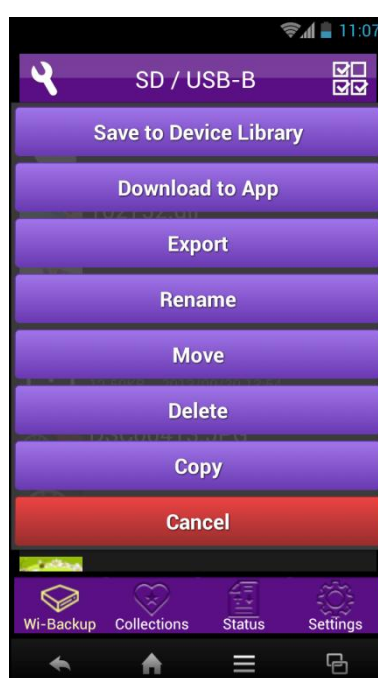 11:07
SD / USB-B
Save to Device Library
Download to App
Export
Rename
Move
Delete
Copy
Cancel
Wi-Backup
Collections
Status
Settings